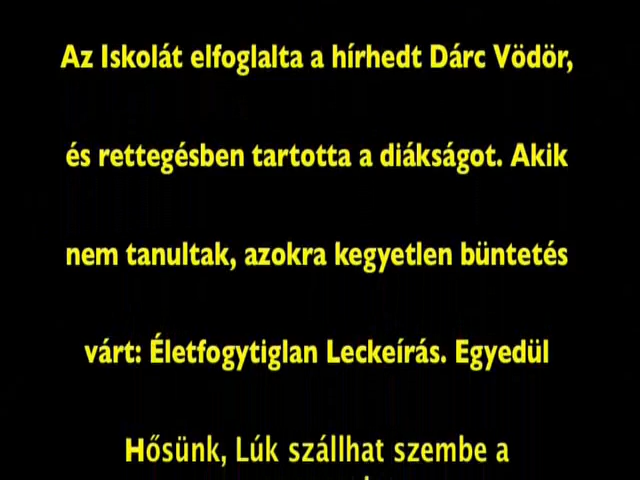 Az Iskolát elfoglalta a hírhedt Dárc Vödör,
és rettegésben tartotta a diákságot. Akik
nem tanultak, azokra kegyetlen büntetés
várt: Életfogytiglan Leckeírás. Egyedül
Hősünk, Lúk szállhat szembe a